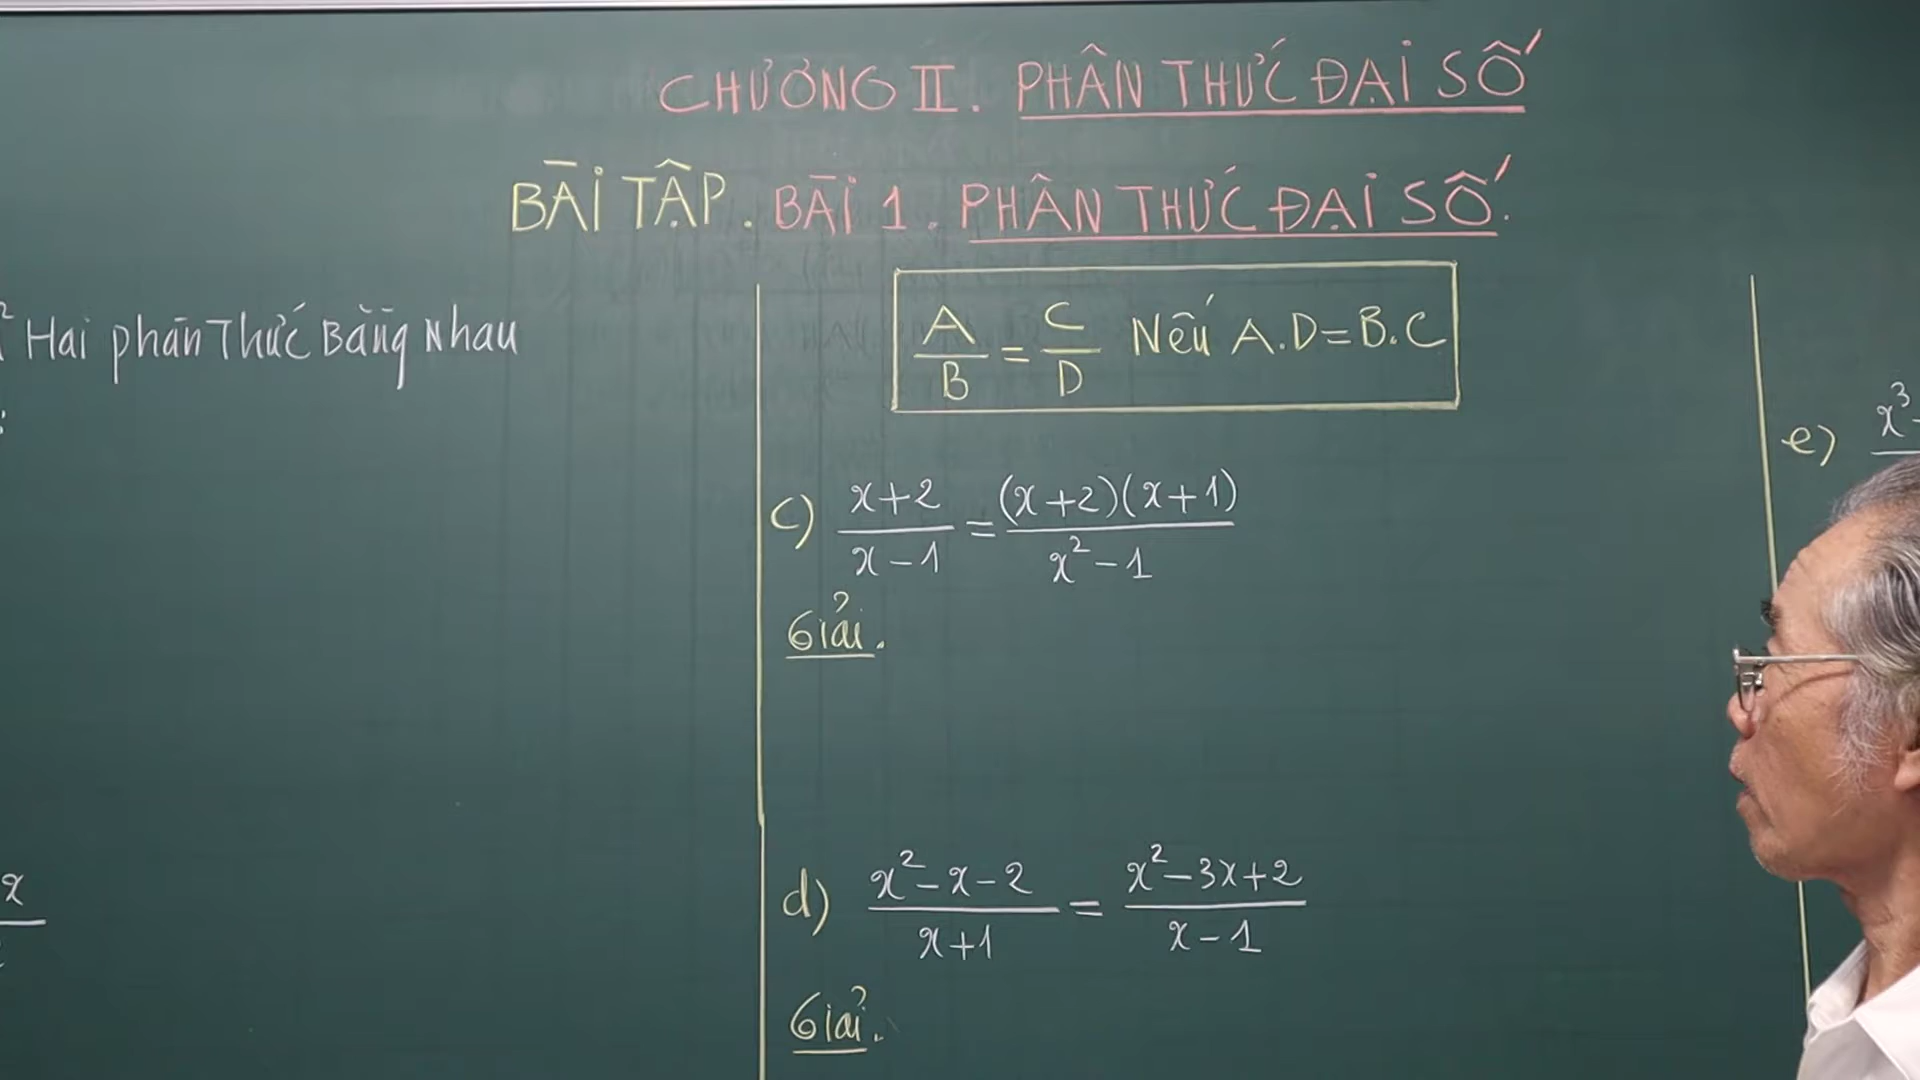 CHƯƠNG II. PHÂN THỨC ĐẠI SỐ
BÀI TẬP. BÀI 1. PHÂN THỨC ĐẠI SỐ.
Hai phân Thức Bằng Nhau
:
A/B = C/D Nếu A.D=B.C
c) (x+2)/(x-1) = ((x+2)(x+1))/(x²-1)
Giải.
d) (x²-x-2)/(x+1) = (x²-3x+2)/(x-1)
Giải.
x
e) x³-